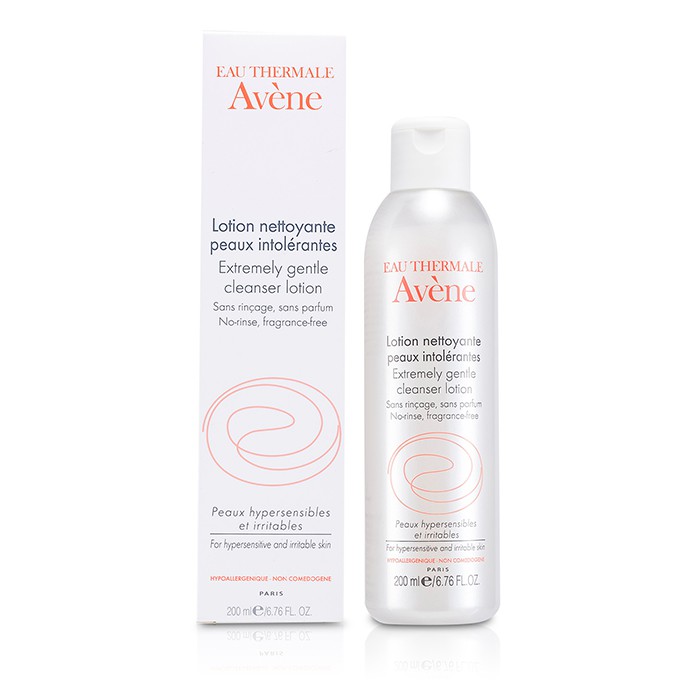 EAU THERMALE
Avène
Lotion nettoyante
peaux intolérantes
Extremely gentle
cleanser lotion
Sans rinçage, sans parfum
No-rinse, fragrance-free
Peaux hypersensibles
et irritables
For hypersensitive and irritable skin
HYPOALLERGENIQUE - NON COMEDOGENE
PARIS
200 ml e/6.76 FL. OZ.
EAU THERMALE
Avène
Lotion nettoyante
peaux intolérantes
Extremely gentle
cleanser lotion
Sans rinçage, sans parfum
No-rinse, fragrance-free
Peaux hypersensibles
et irritables
For hypersensitive and irritable skin
HYPOALLERGENIQUE - NON COMEDOGENE
PARIS
200 ml e/6.76 FL. OZ.